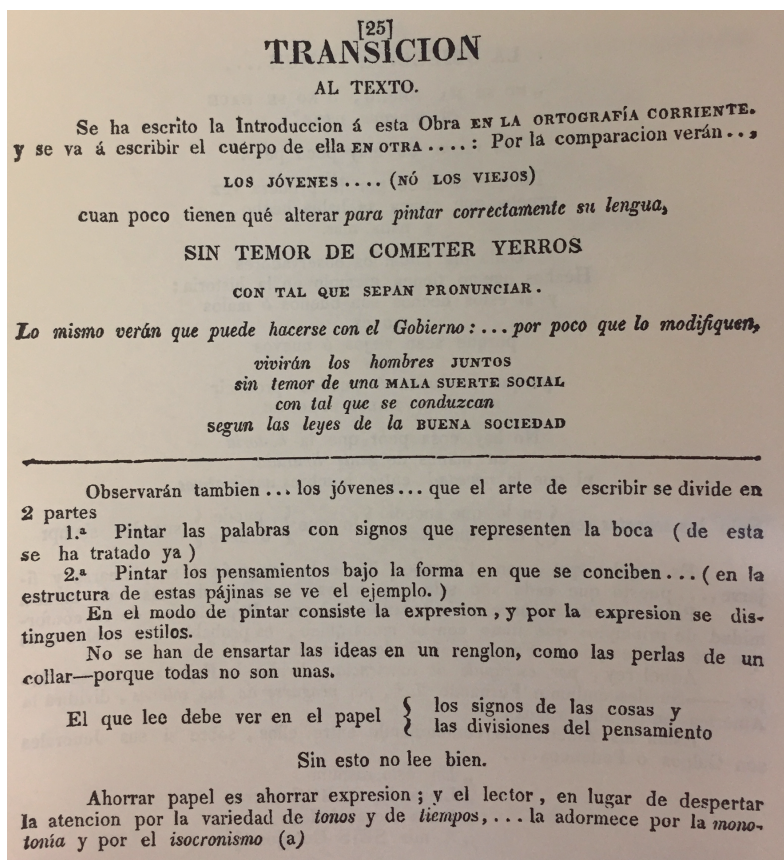 [25]
TRANSICION
AL TEXTO.
Se ha escrito la Introduccion á esta Obra EN LA ORTOGRAFÍA CORRIENTE.
y se va á escribir el cuerpo de ella EN OTRA ....: Por la comparacion verán..,
LOS JÓVENES .... (NÓ LOS VIEJOS)
cuan poco tienen qué alterar para pintar correctamente su lengua,
SIN TEMOR DE COMETER YERROS
CON TAL QUE SEPAN PRONUNCIAR.
Lo mismo verán que puede hacerse con el Gobierno:... por poco que lo modifiquen,
vivirán los hombres JUNTOS
sin temor de una MALA SUERTE SOCIAL
con tal que se conduzcan
segun las leyes de la BUENA SOCIEDAD
Observarán tambien... los jóvenes... que el arte de escribir se divide en
2 partes
1.ª Pintar las palabras con signos que representen la boca (de esta
se ha tratado ya)
2.ª Pintar los pensamientos bajo la forma en que se conciben... (en la
estructura de estas pájinas se ve el ejemplo.)
En el modo de pintar consiste la expresion, y por la expresion se dis-
tinguen los estilos.
No se han de ensartar las ideas en un renglon, como las perlas de un
collar—porque todas no son unas.
El que lee debe ver en el papel { los signos de las cosas y
las divisiones del pensamiento
Sin esto no lee bien.
Ahorrar papel es ahorrar expresion; y el lector, en lugar de despertar
la atencion por la variedad de tonos y de tiempos,... la adormece por la mono-
tonía y por el isocronismo (a)